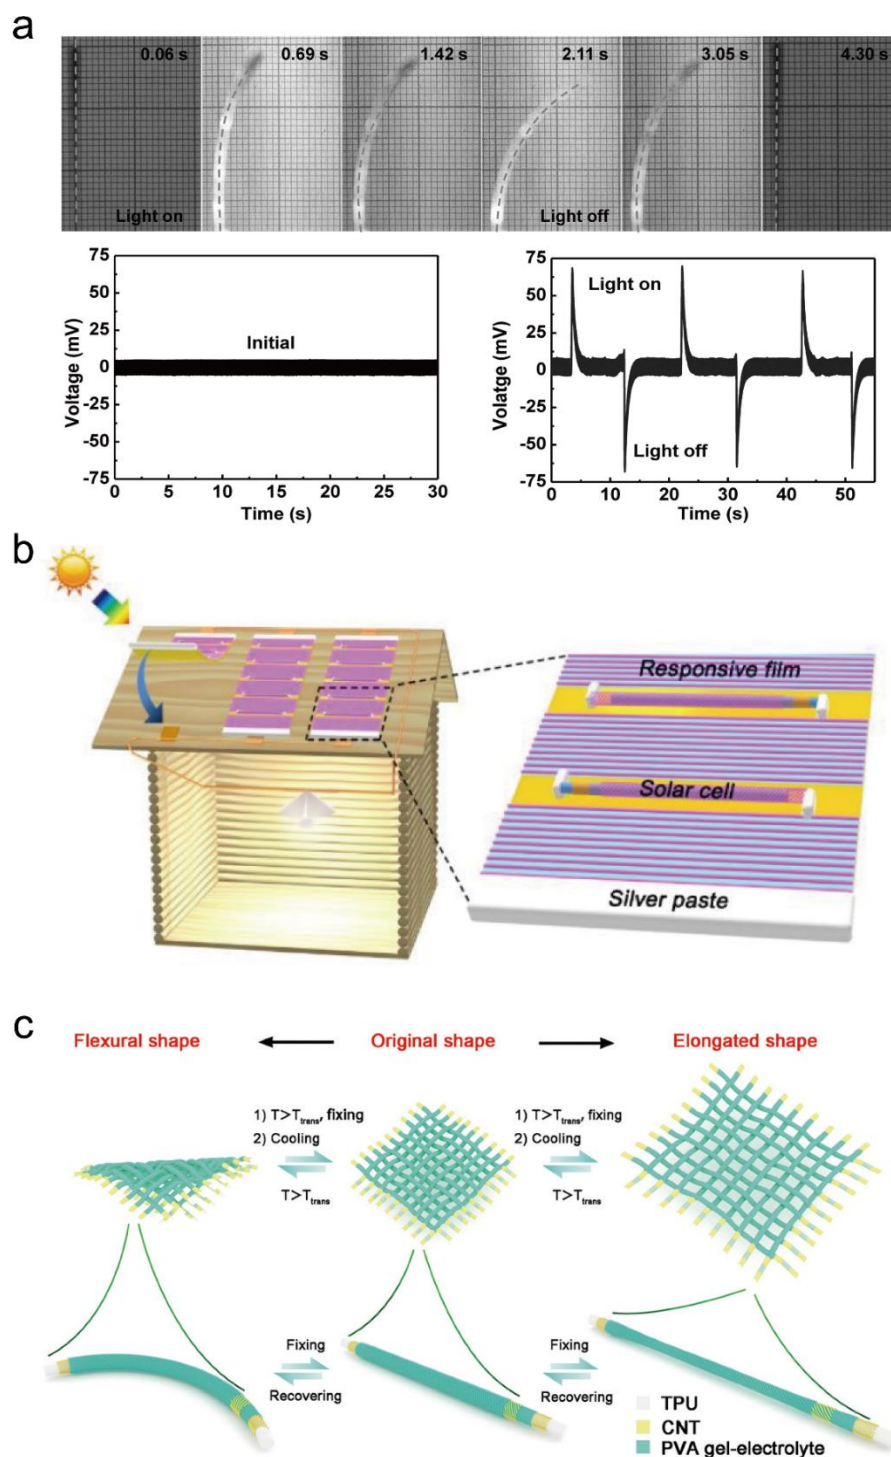 a
0.06 s
0.69 s
1.42 s
2.11 s
3.05 s
4.30 s
Light on
Light off
75
50
25
0
-25
-50
-75
Voltage (mV)
Initial
0
5
10
15
20
25
30
Time (s)
75
50
25
0
-25
-50
-75
Volatge (mV)
Light on
Light off
0
10
20
30
40
50
Time (s)
b
Responsive film
Solar cell
Silver paste
c
Flexural shape
Original shape
Elongated shape
1) T>Ttrans, fixing
2) Cooling
T>Ttrans
1) T>Ttrans, fixing
2) Cooling
T>Ttrans
Fixing
Recovering
Fixing
Recovering
TPU
CNT
PVA gel-electrolyte